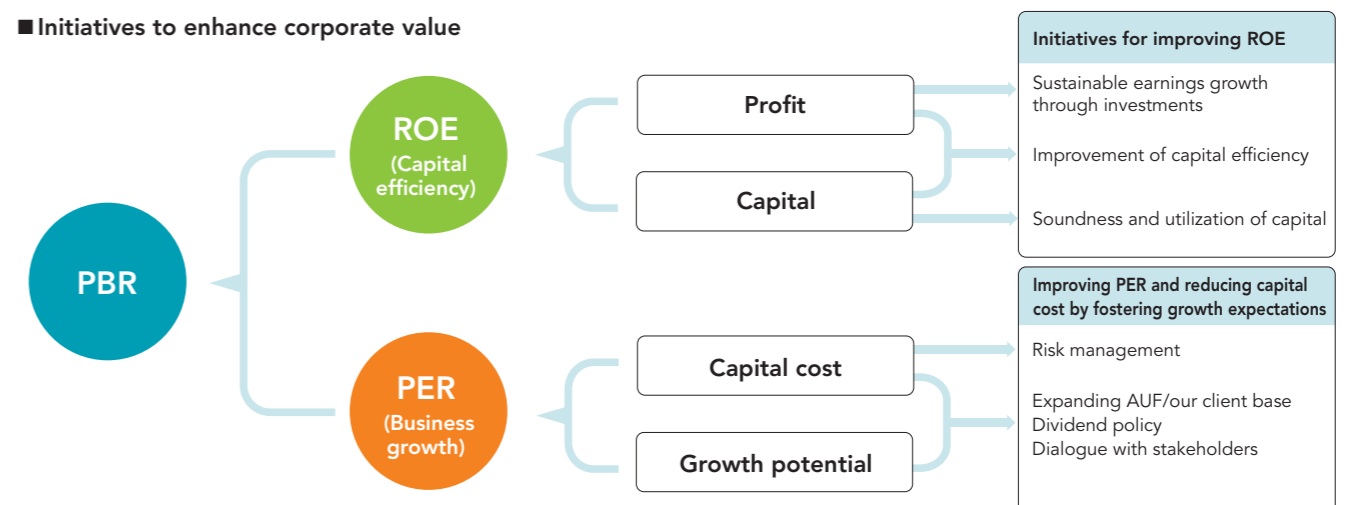 ■ Initiatives to enhance corporate value
PBR
ROE
(Capital
efficiency)
PER
(Business
growth)
Profit
Capital
Capital cost
Growth potential
Initiatives for improving ROE
Sustainable earnings growth
through investments
Improvement of capital efficiency
Soundness and utilization of capital
Improving PER and reducing capital
cost by fostering growth expectations
Risk management
Expanding AUF/our client base
Dividend policy
Dialogue with stakeholders